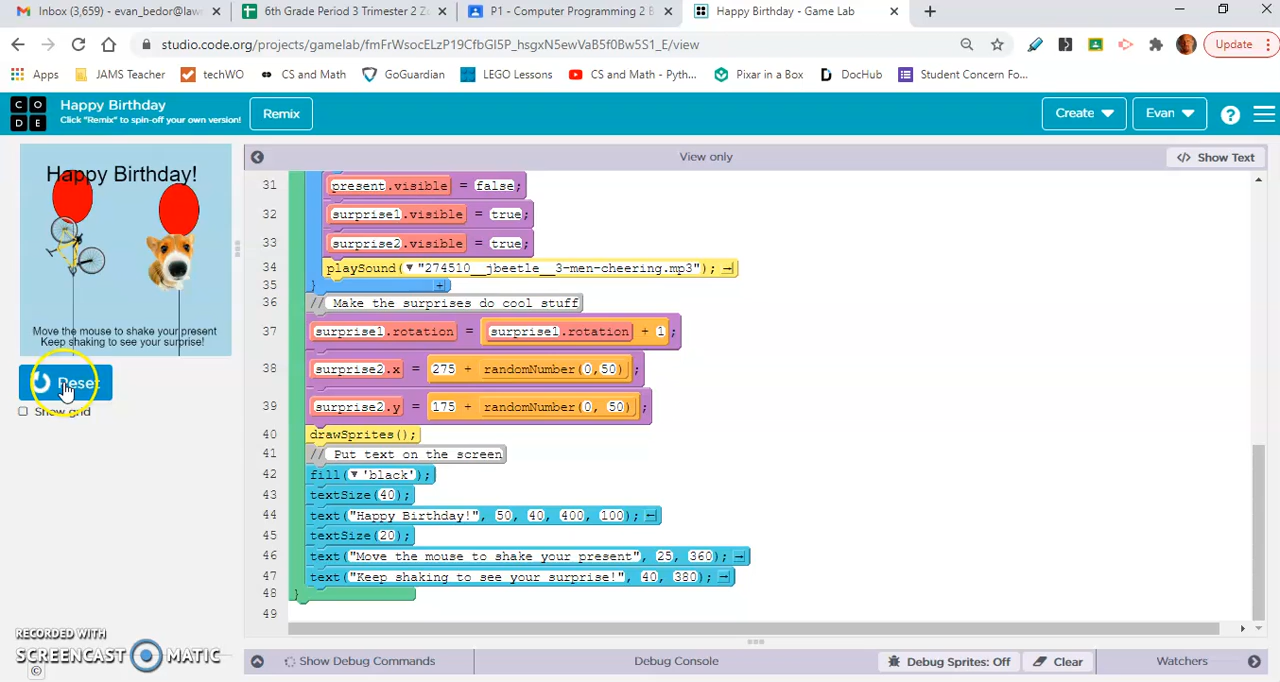 Inbox (3,659) - evan_bedor@law
6th Grade Period 3 Trimester 2 Z
P1 - Computer Programming 2 B
Happy Birthday - Game Lab
studio.code.org/projects/gamelab/fmFrWsocELzP19CfbGI5P_hsgxN5ewVaB5f0Bw5S1_E/view
Update
Apps
JAMS Teacher
techWO
CS and Math
GoGuardian
LEGO Lessons
CS and Math - Pyth...
Pixar in a Box
DocHub
Student Concern Fo...
C O
D E
Happy Birthday
Click "Remix" to spin-off your own version!
Remix
Create
Evan
?
View only
</> Show Text
Happy Birthday!
Move the mouse to shake your present
Keep shaking to see your surprise!
Reset
Show grid
31 present.visible = false;
32 surprise1.visible = true;
33 surprise2.visible = true;
34 playSound("274510__jbeetle__3-men-cheering.mp3");
35 }
36 // Make the surprises do cool stuff
37 surprise1.rotation = surprise1.rotation + 1;
38 surprise2.x = 275 + randomNumber(0,50);
39 surprise2.y = 175 + randomNumber(0, 50);
40 drawSprites();
41 // Put text on the screen
42 fill('black');
43 textSize(40);
44 text("Happy Birthday!", 50, 40, 400, 100);
45 textSize(20);
46 text("Move the mouse to shake your present", 25, 360);
47 text("Keep shaking to see your surprise!", 40, 380);
48 }
49
RECORDED WITH
SCREENCAST MATIC
©
Show Debug Commands
Debug Console
Debug Sprites: Off
Clear
Watchers